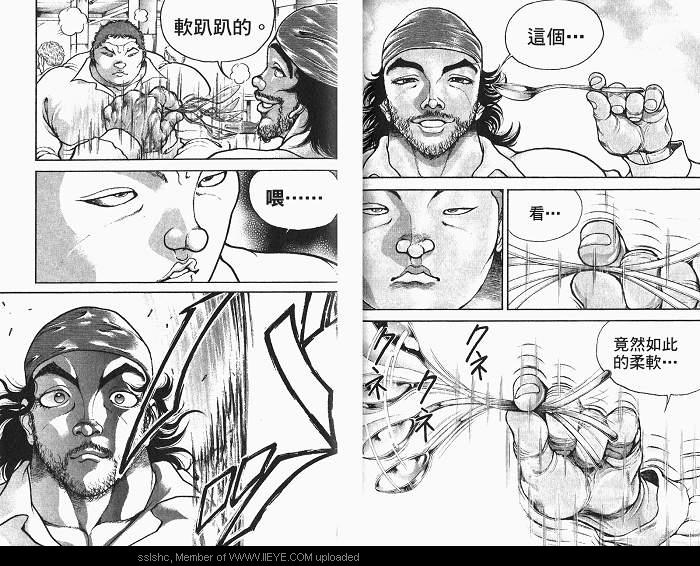 這個⋯
看⋯
竟然如此
的柔軟⋯
クネ
クネ
クネ
軟趴趴的。
喂⋯⋯
sslshc, Member of WWW.IIEYE.COM uploaded